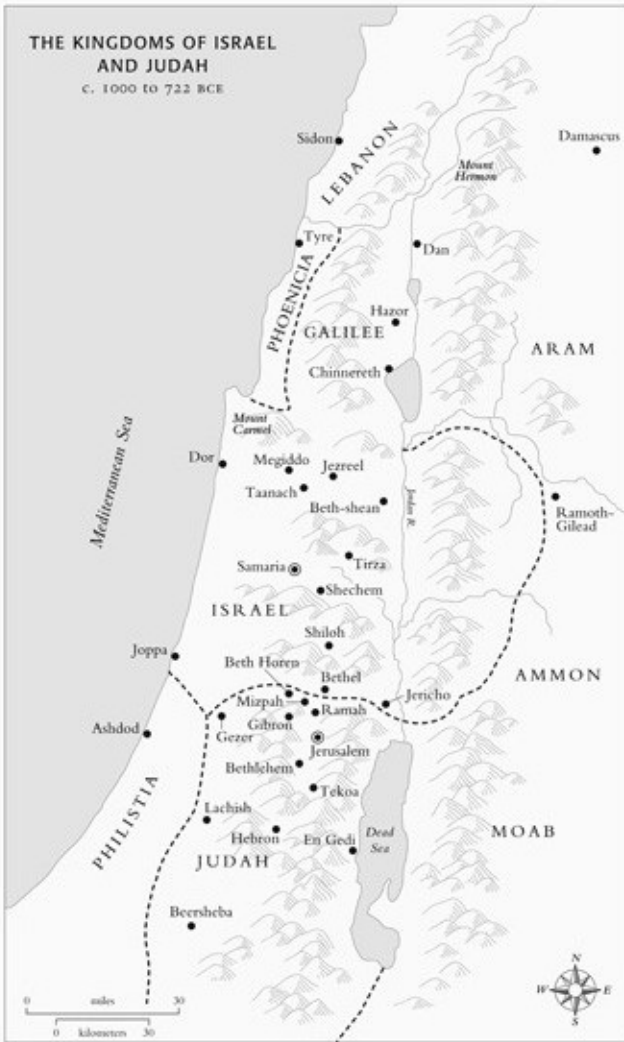 THE KINGDOMS OF ISRAEL
AND JUDAH
c. 1000 to 722 BCE
Sidon
LEBANON
Damascus
Mount
Hermon
Tyre
Dan
PHOENICIA
Hazor
GALILEE
ARAM
Chinnereth
Mount
Carmel
Mediterranean Sea
Dor
Megiddo
Jezreel
Taanach
Beth-shean
Jordan R.
Ramoth-
Gilead
Samaria
Tirza
Shechem
ISRAEL
Shiloh
Joppa
Beth Horen
Bethel
AMMON
Mizpah
Jericho
Ramah
Ashdod
Gezer
Gibron
Jerusalem
Bethlehem
Tekoa
PHILISTIA
Lachish
Hebron
En Gedi
Dead
Sea
MOAB
JUDAH
Beersheba
N
W
E
S
0 miles 30
0 kilometers 30